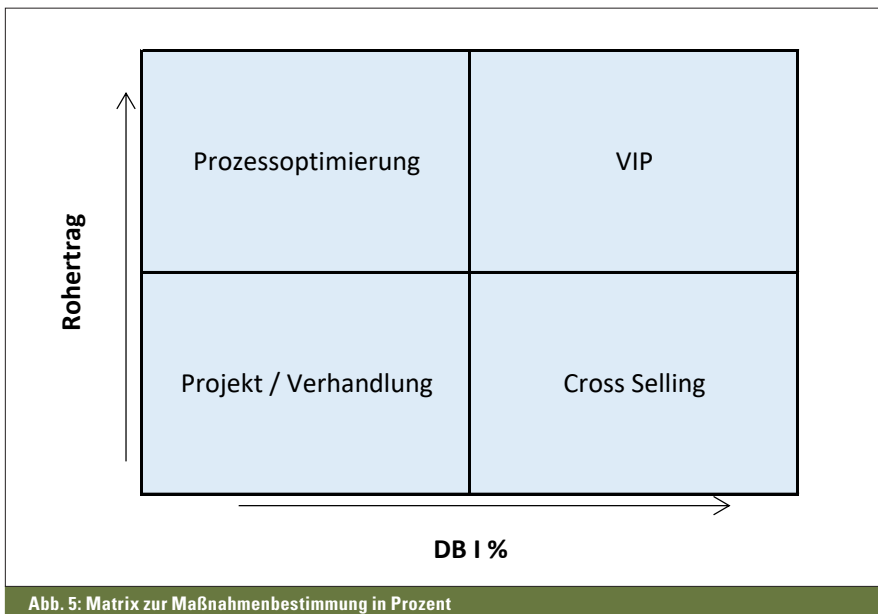 Prozessoptimierung
VIP
Rohertrag
Projekt / Verhandlung
Cross Selling
DB I %
Abb. 5: Matrix zur Maßnahmenbestimmung in Prozent